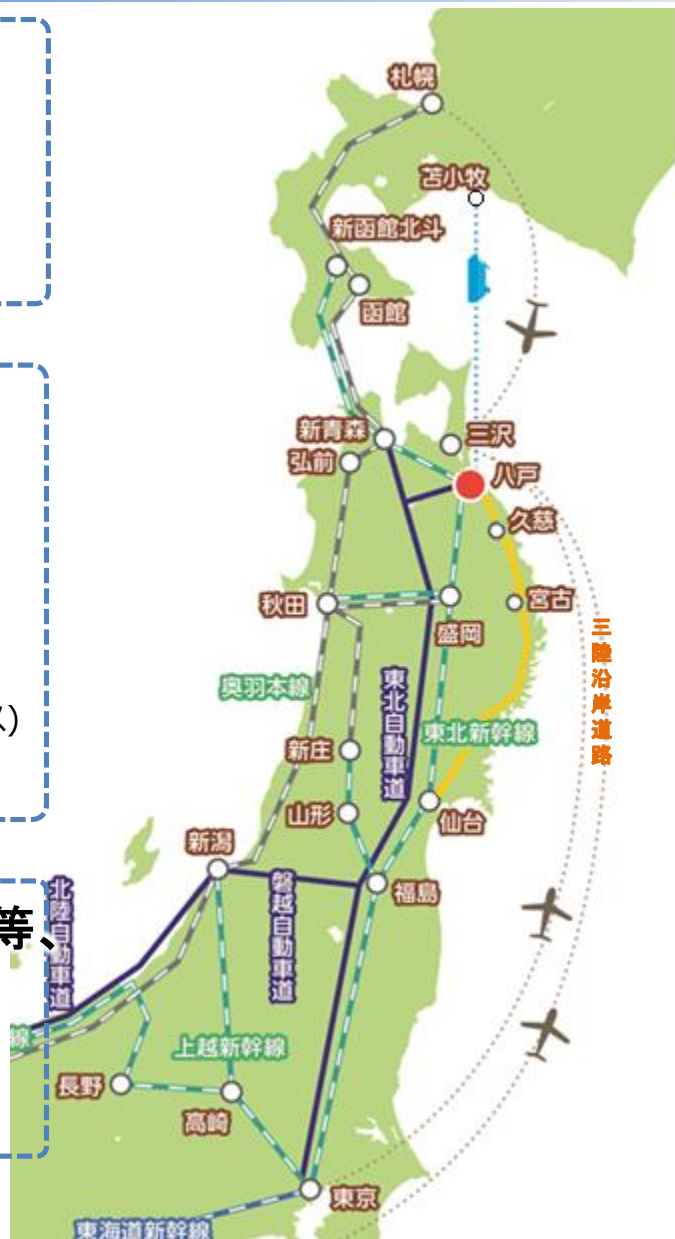 札幌
苫小牧
新函館北斗
函館
新青森
三沢
弘前
八戸
久慈
秋田
宮古
盛岡
三陸沿岸道路
奥羽本線
東北自動車道
東北新幹線
新庄
山形
仙台
新潟
福島
磐越自動車道
北陸自動車道
等、
線
上越新幹線
長野
高崎
東京
東海道新幹線